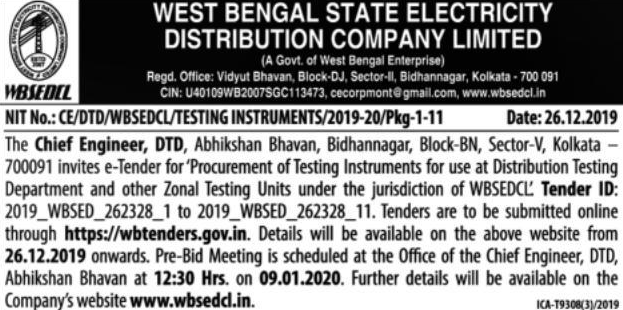 WEST BENGAL STATE ELECTRICITY
DISTRIBUTION COMPANY LIMITED
(A Govt. of West Bengal Enterprise)
Regd. Office: Vidyut Bhavan, Block-DJ, Sector-II, Bidhannagar, Kolkata - 700 091
CIN: U40109WB2007SGC113473, cecorpmont@gmail.com, www.wbsedcl.in
WBSEDCL
NIT No.: CE/DTD/WBSEDCL/TESTING INSTRUMENTS/2019-20/Pkg-1-11 Date: 26.12.2019
The Chief Engineer, DTD, Abhikshan Bhavan, Bidhannagar, Block-BN, Sector-V, Kolkata –
700091 invites e-Tender for 'Procurement of Testing Instruments for use at Distribution Testing
Department and other Zonal Testing Units under the jurisdiction of WBSEDCL'. Tender ID:
2019_WBSED_262328_1 to 2019_WBSED_262328_11. Tenders are to be submitted online
through https://wbtenders.gov.in. Details will be available on the above website from
26.12.2019 onwards. Pre-Bid Meeting is scheduled at the Office of the Chief Engineer, DTD,
Abhikshan Bhavan at 12:30 Hrs. on 09.01.2020. Further details will be available on the
Company's website www.wbsedcl.in.
ICA-T9308(3)/2019